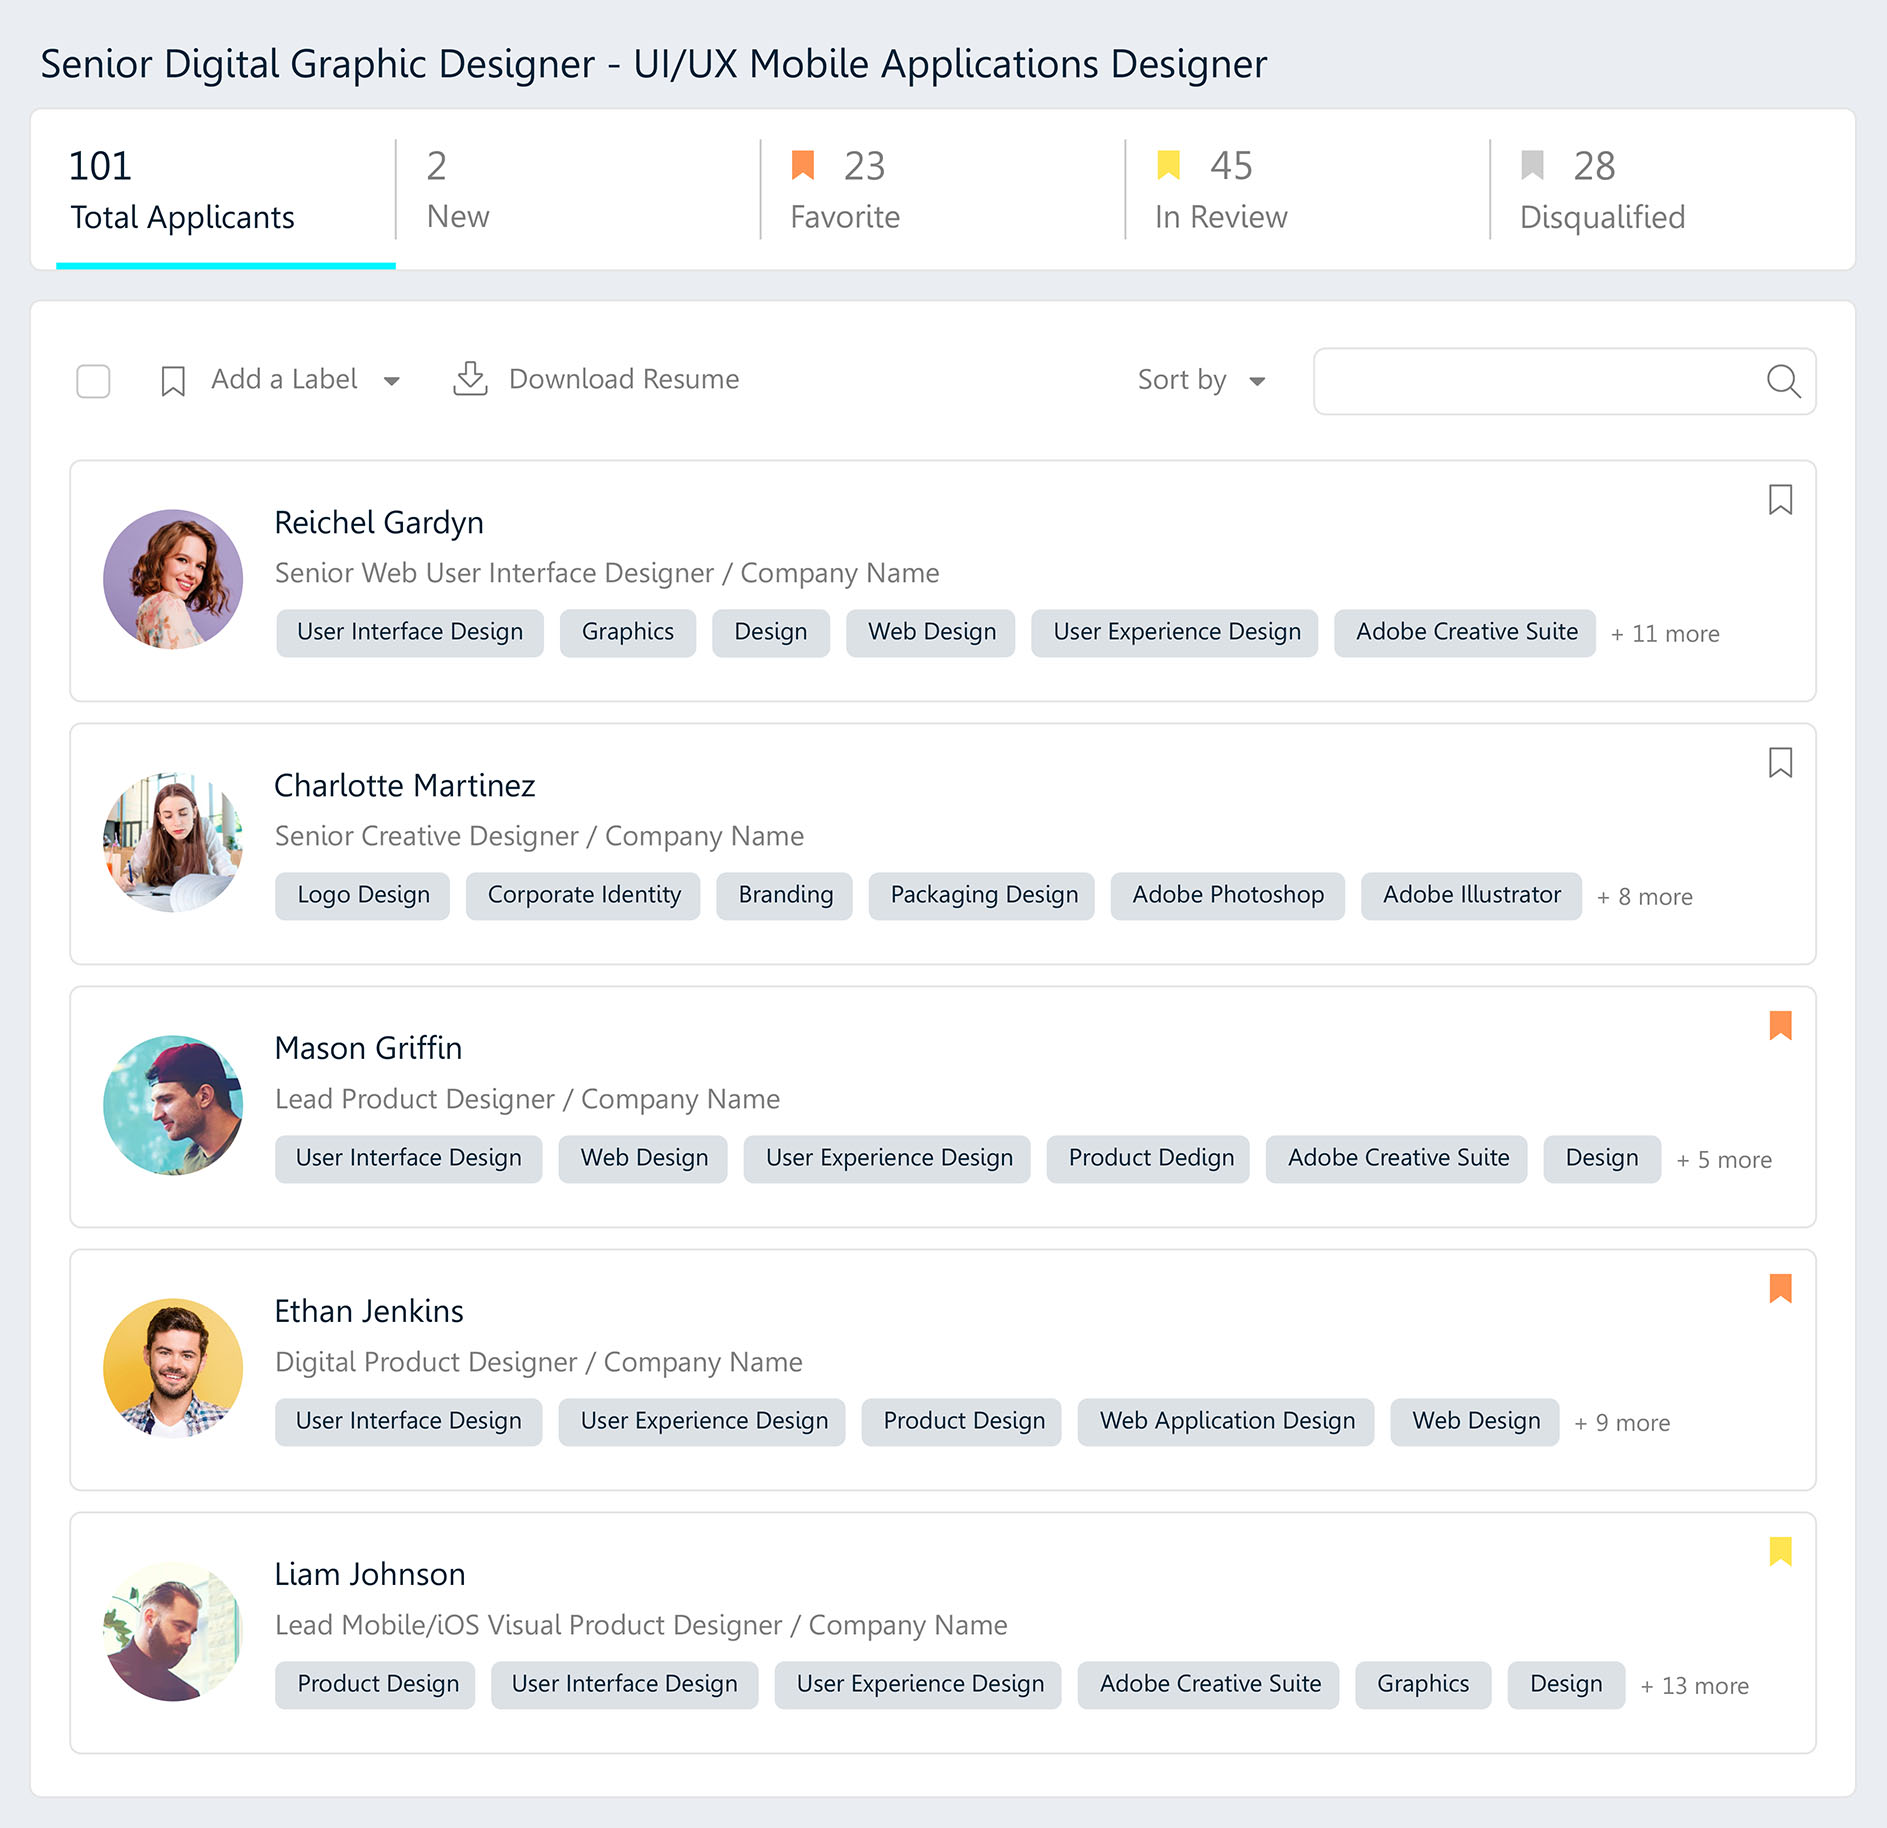 Senior Digital Graphic Designer - UI/UX Mobile Applications Designer
101 2 23 45 28
Total Applicants New Favorite In Review Disqualified
Add a Label Download Resume Sort by
Reichel Gardyn
Senior Web User Interface Designer / Company Name
User Interface Design Graphics Design Web Design User Experience Design Adobe Creative Suite + 11 more
Charlotte Martinez
Senior Creative Designer / Company Name
Logo Design Corporate Identity Branding Packaging Design Adobe Photoshop Adobe Illustrator + 8 more
Mason Griffin
Lead Product Designer / Company Name
User Interface Design Web Design User Experience Design Product Dedign Adobe Creative Suite Design + 5 more
Ethan Jenkins
Digital Product Designer / Company Name
User Interface Design User Experience Design Product Design Web Application Design Web Design + 9 more
Liam Johnson
Lead Mobile/iOS Visual Product Designer / Company Name
Product Design User Interface Design User Experience Design Adobe Creative Suite Graphics Design + 13 more